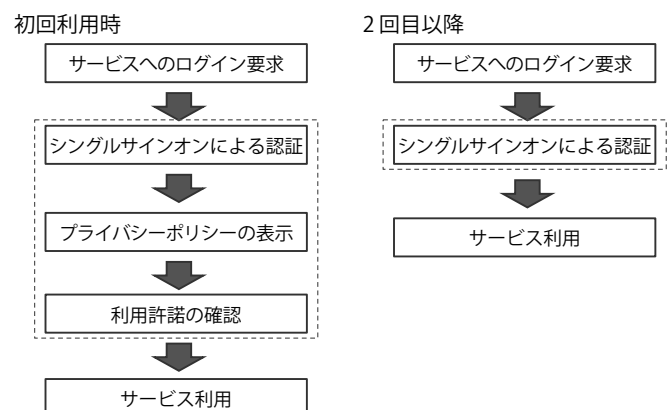 初回利用時
サービスへのログイン要求
シングルサインオンによる認証
プライバシーポリシーの表示
利用許諾の確認
サービス利用
2回目以降
サービスへのログイン要求
シングルサインオンによる認証
サービス利用